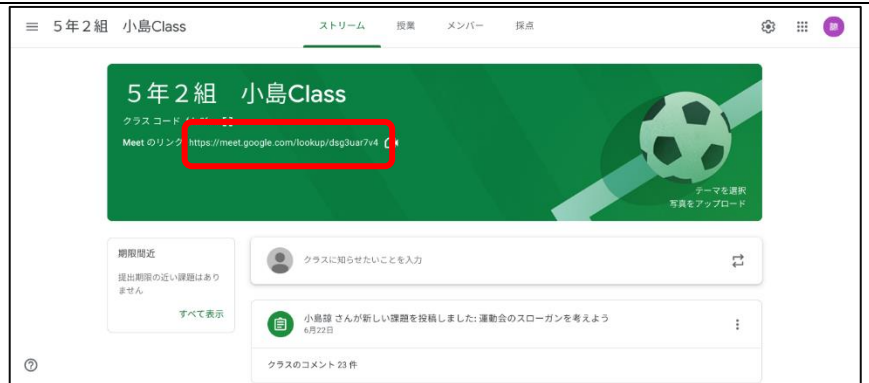 ５年２組 小島Class
ストリーム 授業 メンバー 採点
５年２組 小島Class
クラス コード
Meet のリンク https://meet.google.com/lookup/dsg3uar7v4
テーマを選択
写真をアップロード
期限間近
提出期限の近い課題はあり
ません
すべて表示
クラスに知らせたいことを入力
小島諒 さんが新しい課題を投稿しました: 運動会のスローガンを考えよう
6月22日
クラスのコメント 23 件